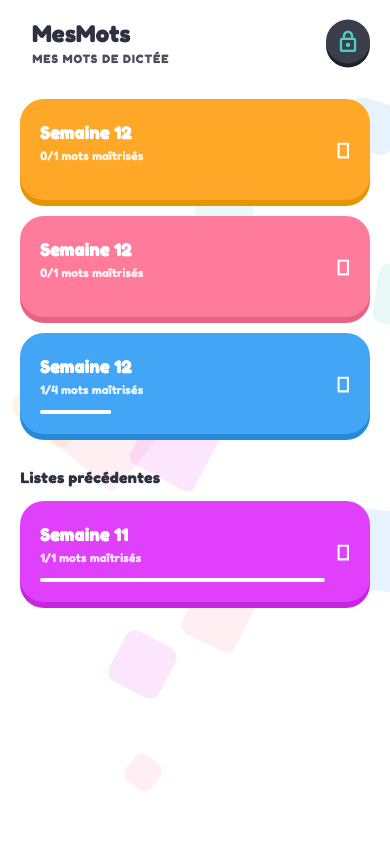 MesMots
MES MOTS DE DICTÉE
Semaine 12
0/1 mots maîtrisés
Semaine 12
0/1 mots maîtrisés
Semaine 12
1/4 mots maîtrisés
Listes précédentes
Semaine 11
1/1 mots maîtrisés